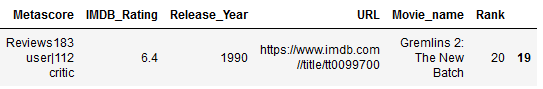 Metascore IMDB_Rating Release_Year URL Movie_name Rank
Reviews183
user|112
critic 6.4 1990 https://www.imdb.com
//title/tt0099700 Gremlins 2:
The New
Batch 20 19